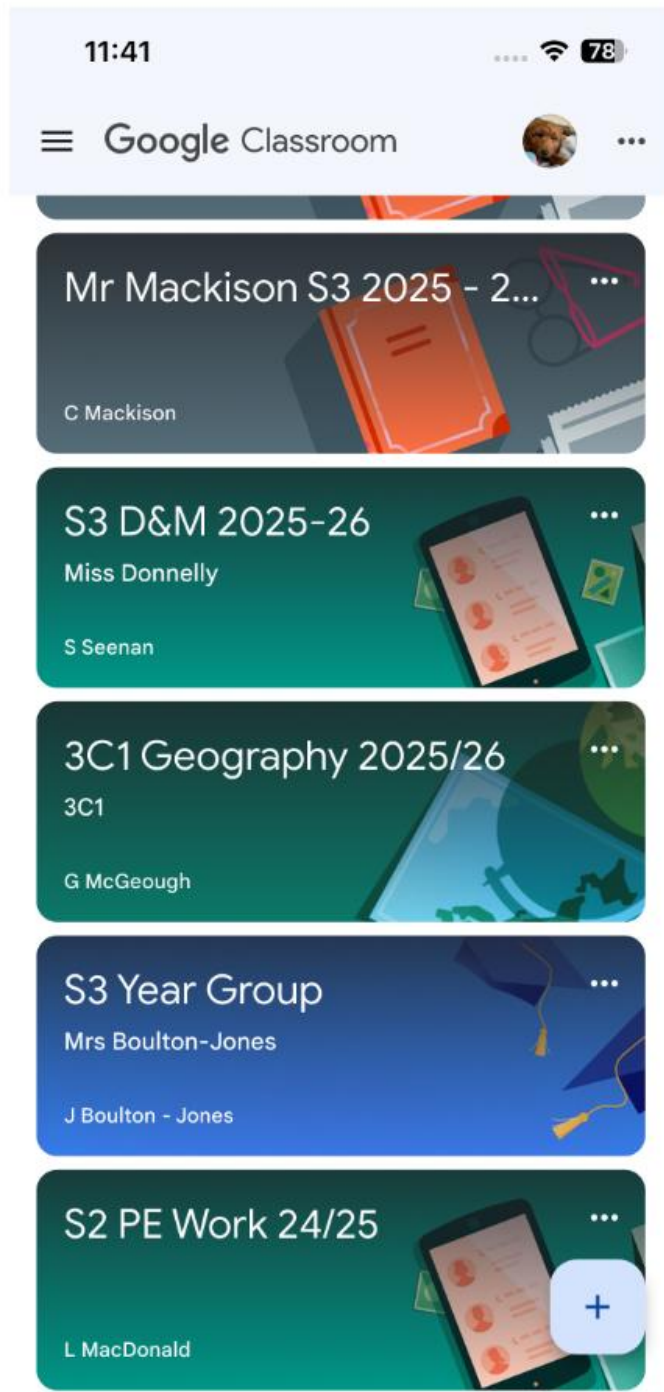 11:41
78
Google Classroom
Mr Mackison S3 2025 - 2...
C Mackison
S3 D&M 2025-26
Miss Donnelly
S Seenan
3C1 Geography 2025/26
3C1
G McGeough
S3 Year Group
Mrs Boulton-Jones
J Boulton - Jones
S2 PE Work 24/25
L MacDonald